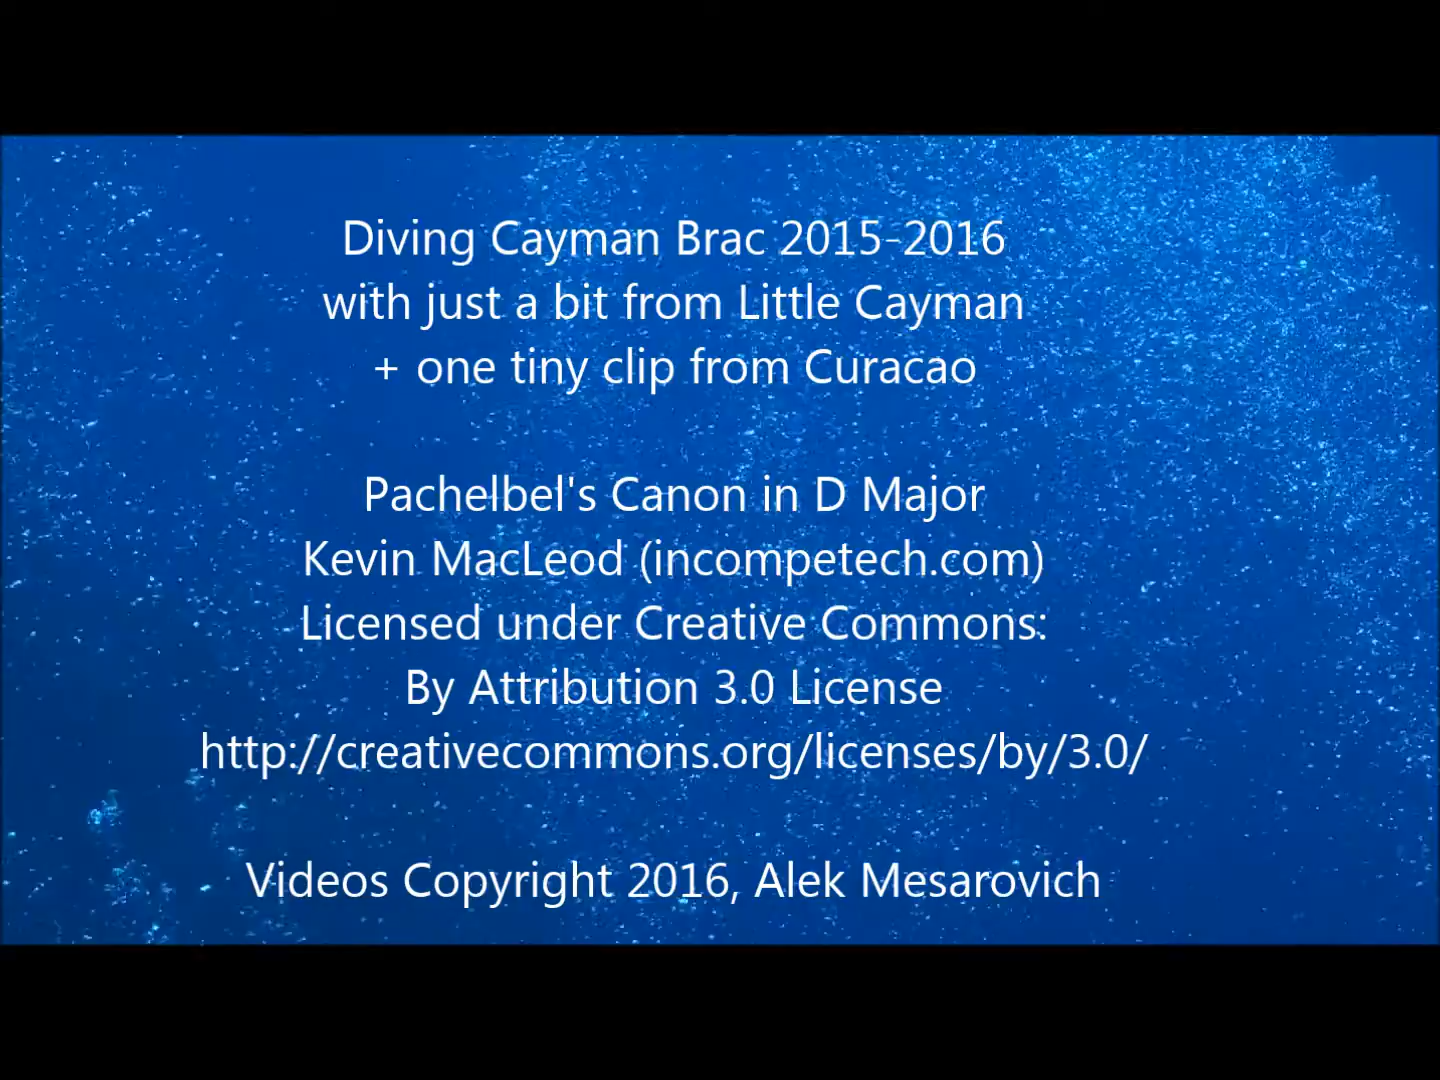 Diving Cayman Brac 2015-2016
with just a bit from Little Cayman
+ one tiny clip from Curacao
Pachelbel's Canon in D Major
Kevin MacLeod (incompetech.com)
Licensed under Creative Commons:
By Attribution 3.0 License
http://creativecommons.org/licenses/by/3.0/
Videos Copyright 2016, Alek Mesarovich